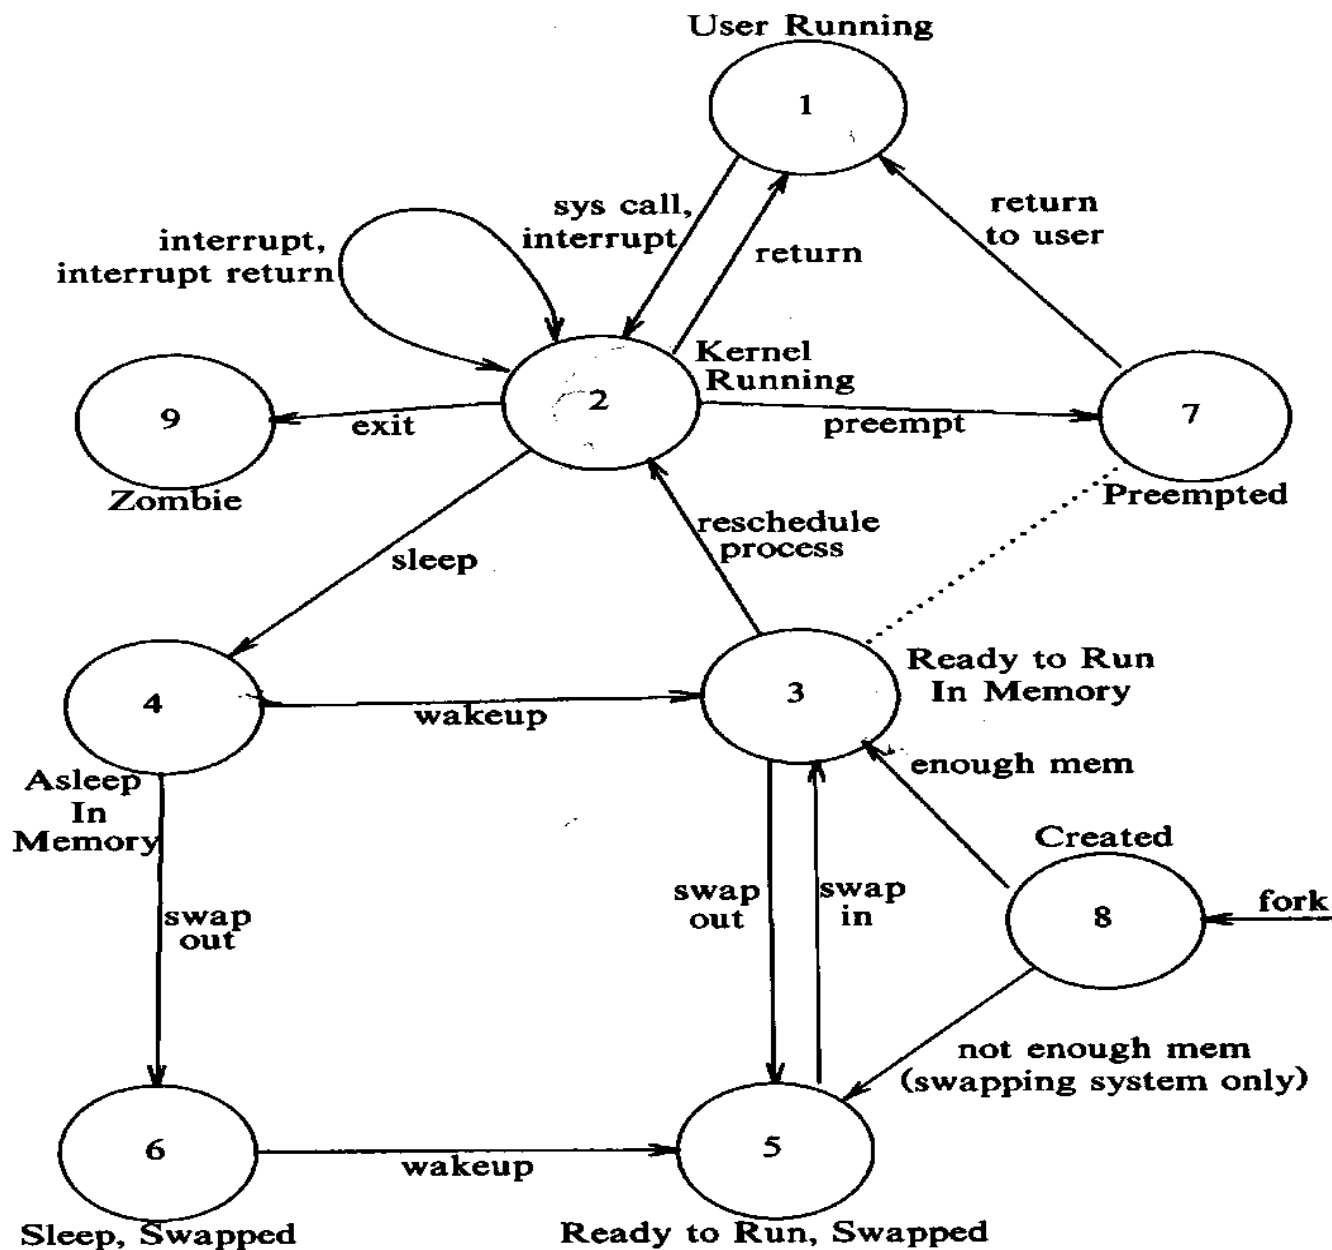 User Running
1
sys call,
interrupt
return
return
to user
interrupt,
interrupt return
Kernel
Running
2
9
exit
Zombie
preempt
7
Preempted
sleep
reschedule
process
4
wakeup
3
Ready to Run
In Memory
Asleep
In
Memory
enough mem
Created
8
fork
swap
out
swap
out
swap
in
not enough mem
(swapping system only)
6
wakeup
5
Sleep, Swapped
Ready to Run, Swapped